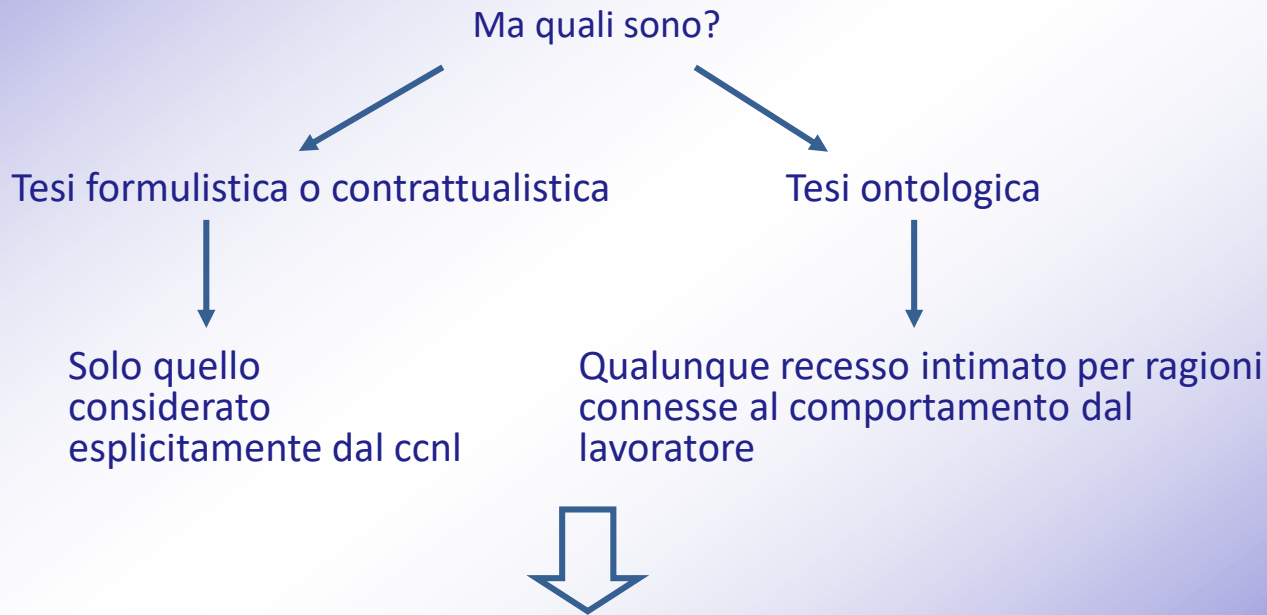 Ma quali sono?
Tesi formulistica o contrattualistica
Tesi ontologica
Solo quello
considerato
esplicitamente dal ccnl
Qualunque recesso intimato per ragioni
connesse al comportamento dal
lavoratore